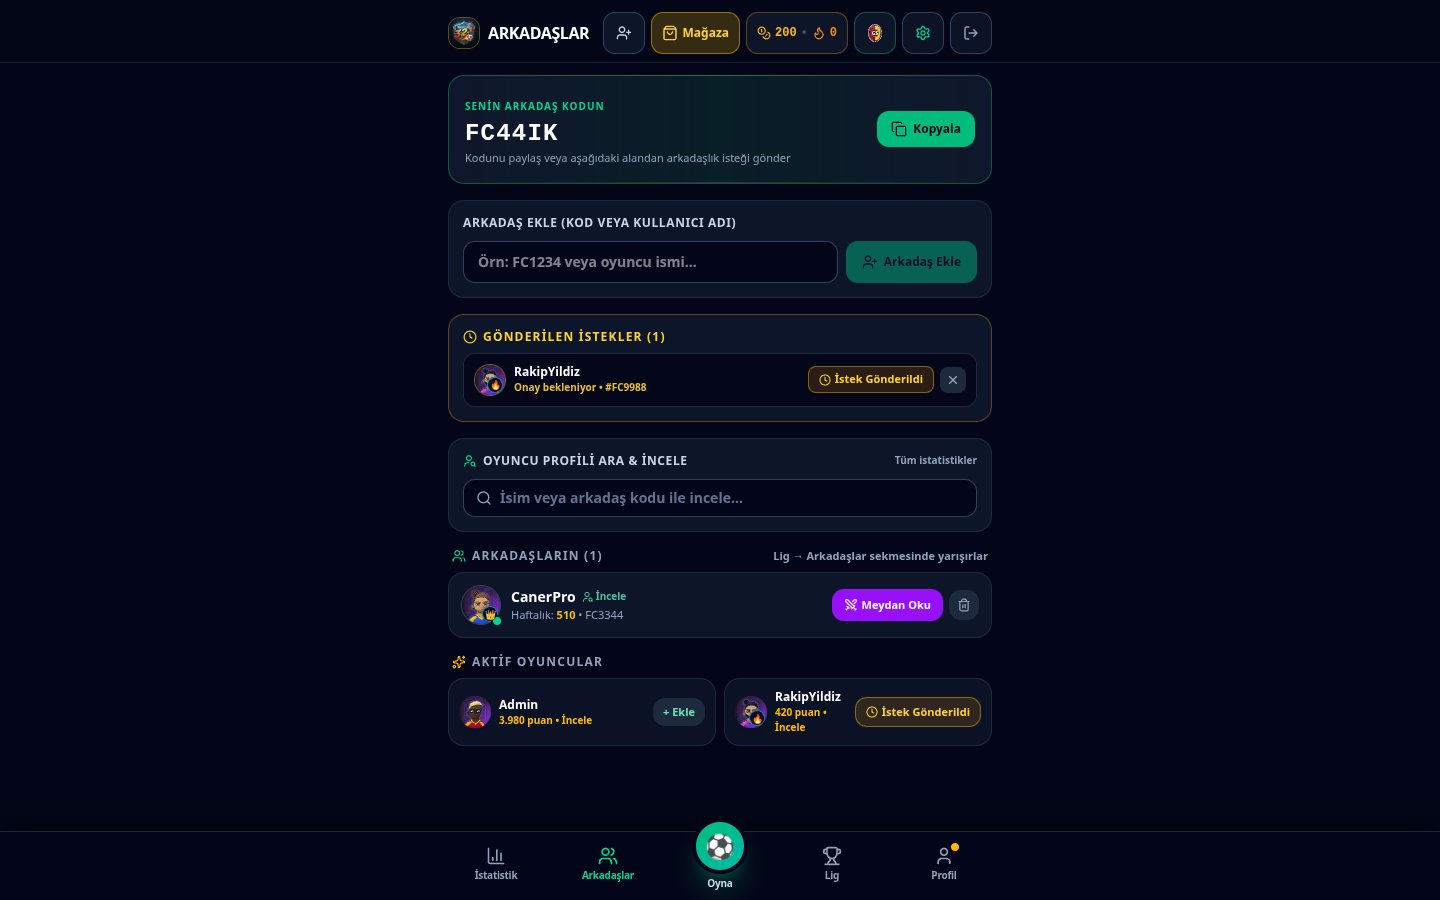 ARKADAŞLAR
Mağaza
200 • 0
SENİN ARKADAŞ KODUN
FC44IK
Kodunu paylaş veya aşağıdaki alandan arkadaşlık isteği gönder
Kopyala
ARKADAŞ EKLE (KOD VEYA KULLANICI ADI)
Örn: FC1234 veya oyuncu ismi...
Arkadaş Ekle
GÖNDERİLEN İSTEKLER (1)
RakipYildiz
Onay bekleniyor • #FC9988
İstek Gönderildi
OYUNCU PROFİLİ ARA & İNCELE
Tüm istatistikler
İsim veya arkadaş kodu ile incele...
ARKADAŞLARIN (1)
Lig → Arkadaşlar sekmesinde yarışırlar
CanerPro İncele
Haftalık: 510 • FC3344
Meydan Oku
AKTİF OYUNCULAR
Admin
3.980 puan • İncele
+ Ekle
RakipYildiz
420 puan •
İncele
İstek Gönderildi
İstatistik
Arkadaşlar
Oyna
Lig
Profil